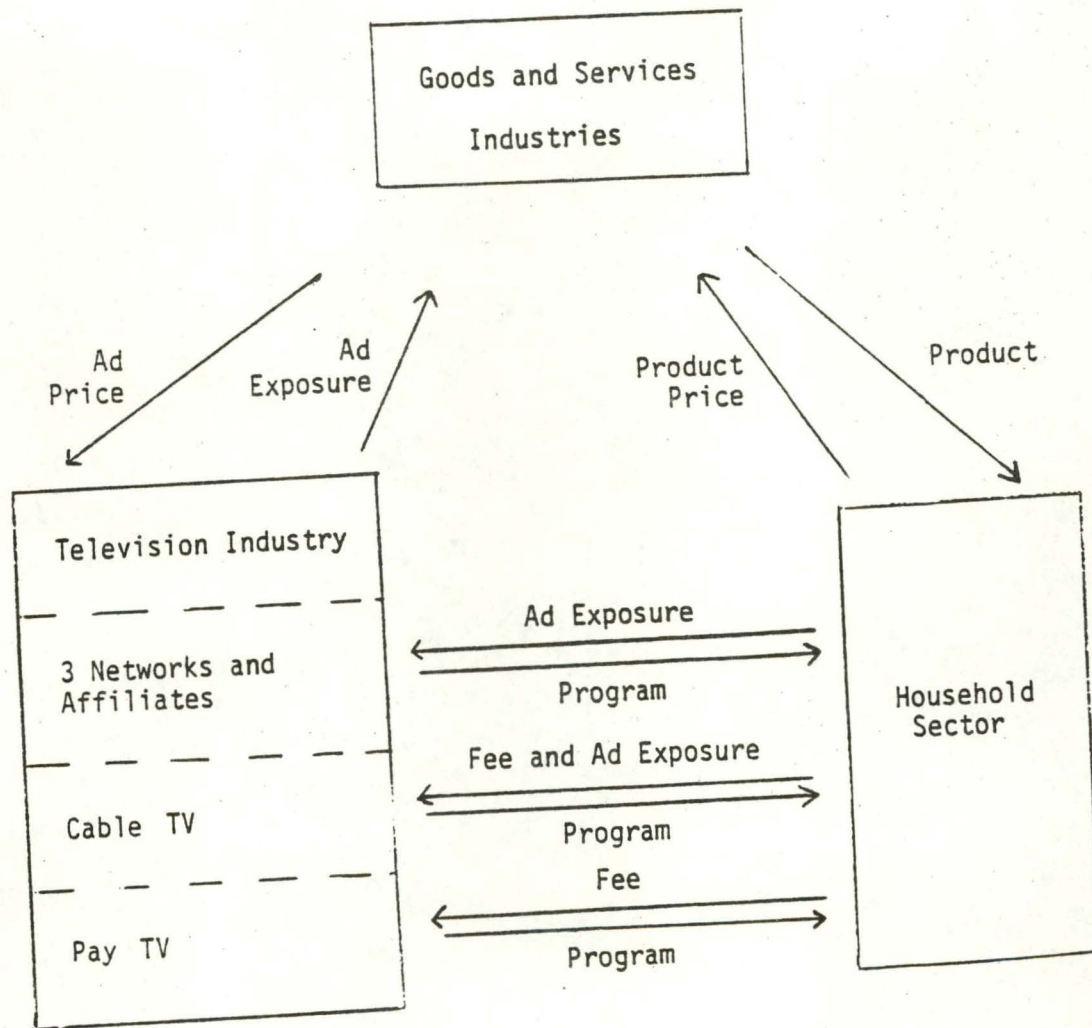 Goods and Services
Industries
Ad
Price
Ad
Exposure
Product
Price
Product
Television Industry
3 Networks and
Affiliates
Cable TV
Pay TV
Ad Exposure
Program
Fee and Ad Exposure
Program
Fee
Program
Household
Sector